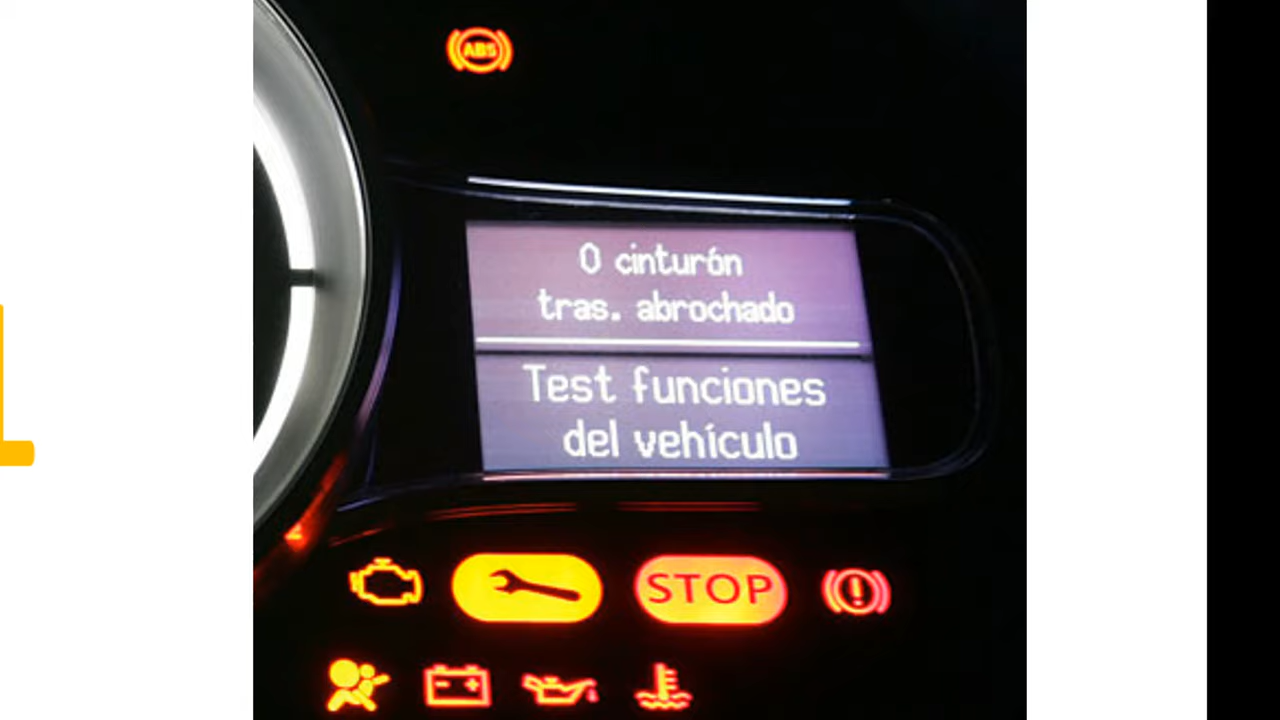 ABS
0 cinturón
tras. abrochado
Test funciones
del vehículo
STOP